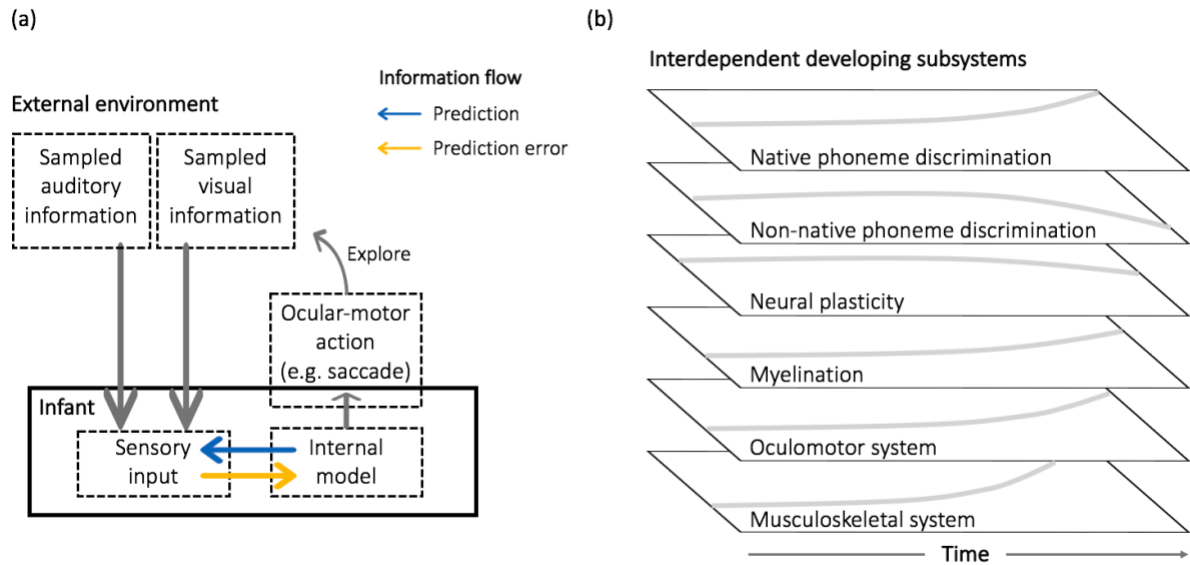 (a)
External environment
Information flow
Prediction
Prediction error
Sampled
auditory
information
Sampled
visual
information
Explore
Ocular-motor
action
(e.g. saccade)
Infant
Sensory
input
Internal
model
(b)
Interdependent developing subsystems
Native phoneme discrimination
Non-native phoneme discrimination
Neural plasticity
Myelination
Oculomotor system
Musculoskeletal system
Time